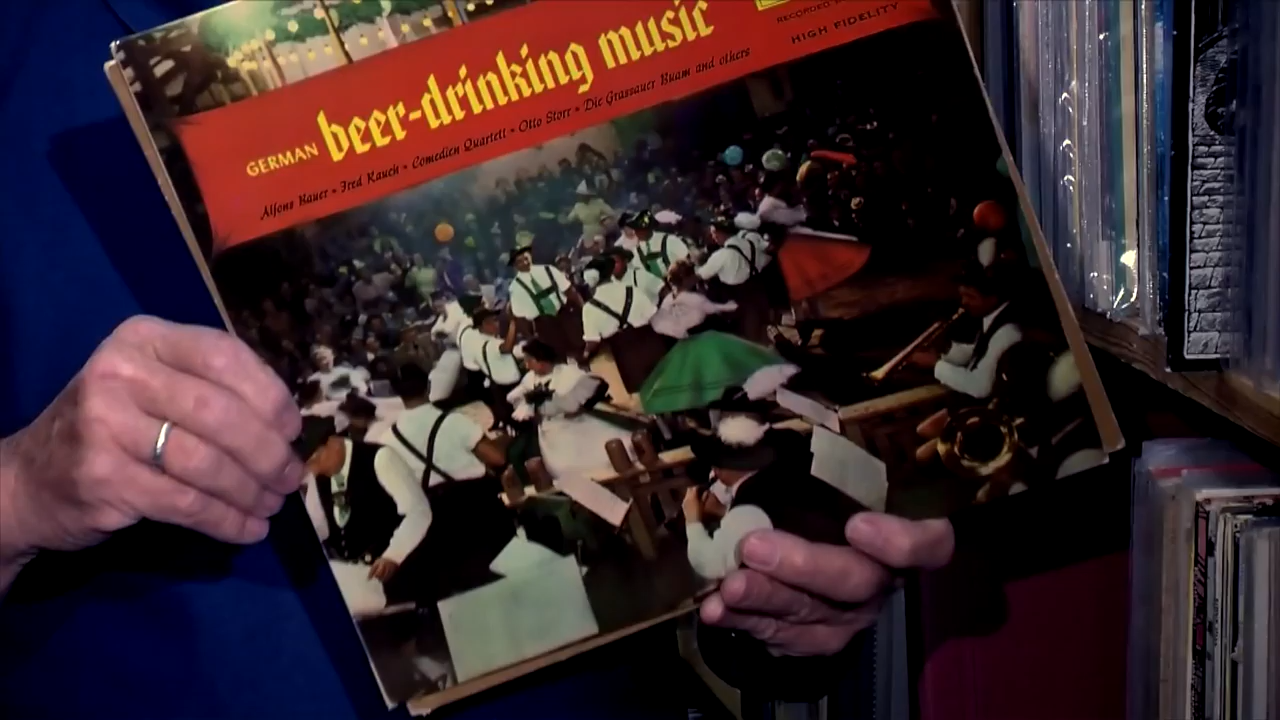 GERMAN beer-drinking music
Alfons Bauer • Fred Rauch • Comedien Quartett • Otto Storr • Die Grassauer Buam and others
RECORDED
HIGH FIDELITY